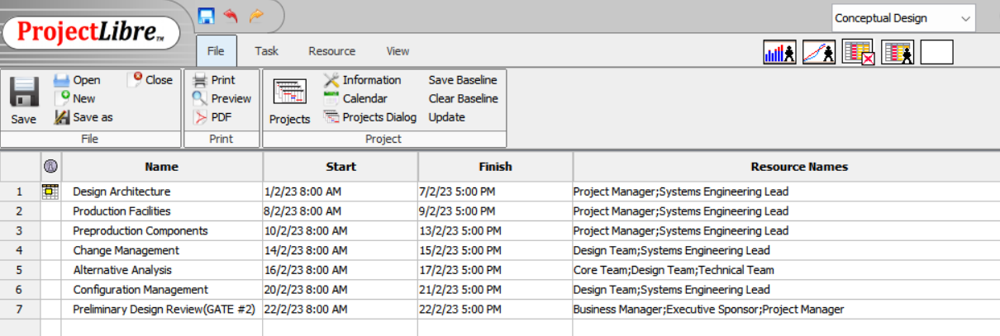 Conceptual Design
ProjectLibre™
File Task Resource View
Save Open New Save as Close
File
Print Preview PDF
Print
Projects Information Calendar Projects Dialog Save Baseline Clear Baseline Update
Project
Name Start Finish Resource Names
1 Design Architecture 1/2/23 8:00 AM 7/2/23 5:00 PM Project Manager;Systems Engineering Lead
2 Production Facilities 8/2/23 8:00 AM 9/2/23 5:00 PM Project Manager;Systems Engineering Lead
3 Preproduction Components 10/2/23 8:00 AM 13/2/23 5:00 PM Project Manager;Systems Engineering Lead
4 Change Management 14/2/23 8:00 AM 15/2/23 5:00 PM Design Team;Systems Engineering Lead
5 Alternative Analysis 16/2/23 8:00 AM 17/2/23 5:00 PM Core Team;Design Team;Technical Team
6 Configuration Management 20/2/23 8:00 AM 21/2/23 5:00 PM Design Team;Systems Engineering Lead
7 Preliminary Design Review(GATE #2) 22/2/23 8:00 AM 22/2/23 5:00 PM Business Manager;Executive Sponsor;Project Manager